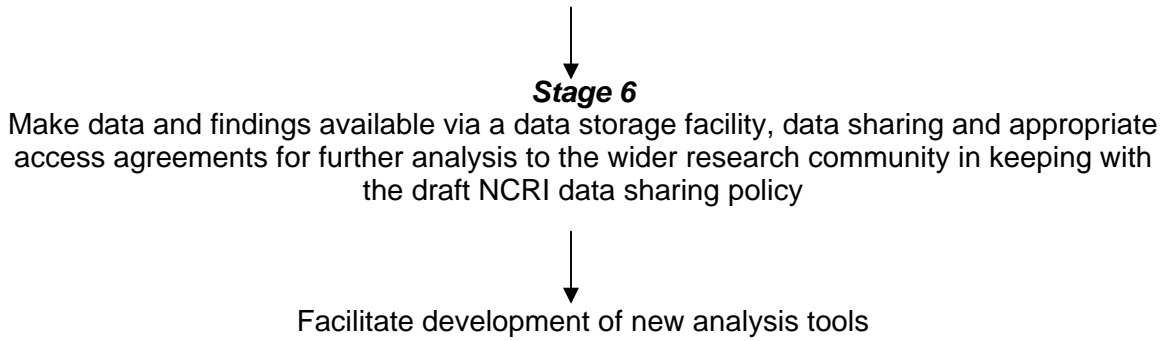 Stage 6
Make data and findings available via a data storage facility, data sharing and appropriate
access agreements for further analysis to the wider research community in keeping with
the draft NCRI data sharing policy
Facilitate development of new analysis tools